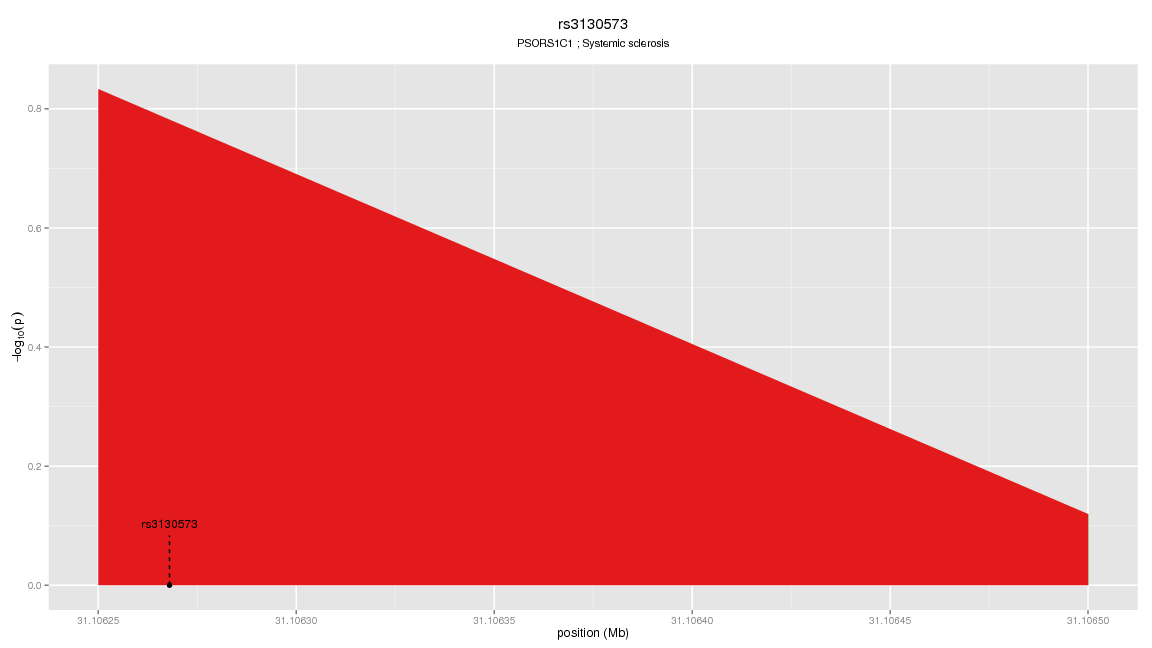 rs3130573
PSORS1C1 ; Systemic sclerosis
0.8
0.6
0.4
0.2
0.0
−log₁₀(p)
rs3130573
31.10625 31.10630 31.10635 31.10640 31.10645 31.10650
position (Mb)